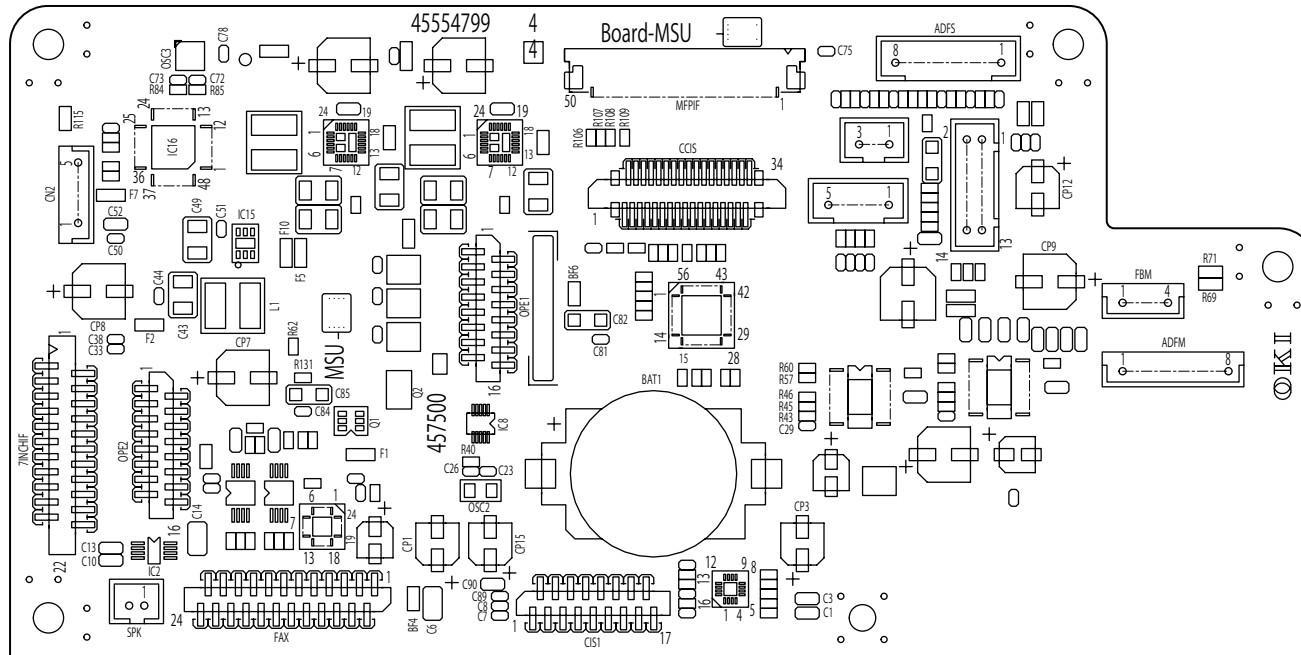 45554799
4
4
Board-MSU
ADFS
C78
OSC3
8
1
C75
C73
C72
R84
R85
50
MFPIF
1
24
13
R115
25
12
IC16
36
48
37
24
19
1
18
6
13
7
12
24
19
1
18
6
13
7
12
R106
R107
R108
R109
CCIS
34
1
3
1
2
1
5
CN2
1
F7
C52
C50
C49
C51
IC15
F10
F5
5
1
14
13
CP12
CP9
FBM
1
4
R71
R69
C44
C43
L1
CP8
F2
C38
C33
1
OPE1
16
BF6
C82
C81
56
43
1
42
14
29
15
28
R62
MSU
CP7
R131
C85
C84
Q1
Q2
ADFM
1
8
OKI
BAT1
R60
R57
R46
R45
R43
C29
7INCHIF
1
22
OPE2
1
16
457500
IC8
R40
C26
C23
OSC2
F1
C14
C13
C10
IC2
6
1
7
24
13
18
19
CP1
CP15
CP3
SPK
1
FAX
1
24
BF4
C6
C90
C89
C8
C7
1
CIS1
17
12
9
13
8
16
5
1
4
C3
C1